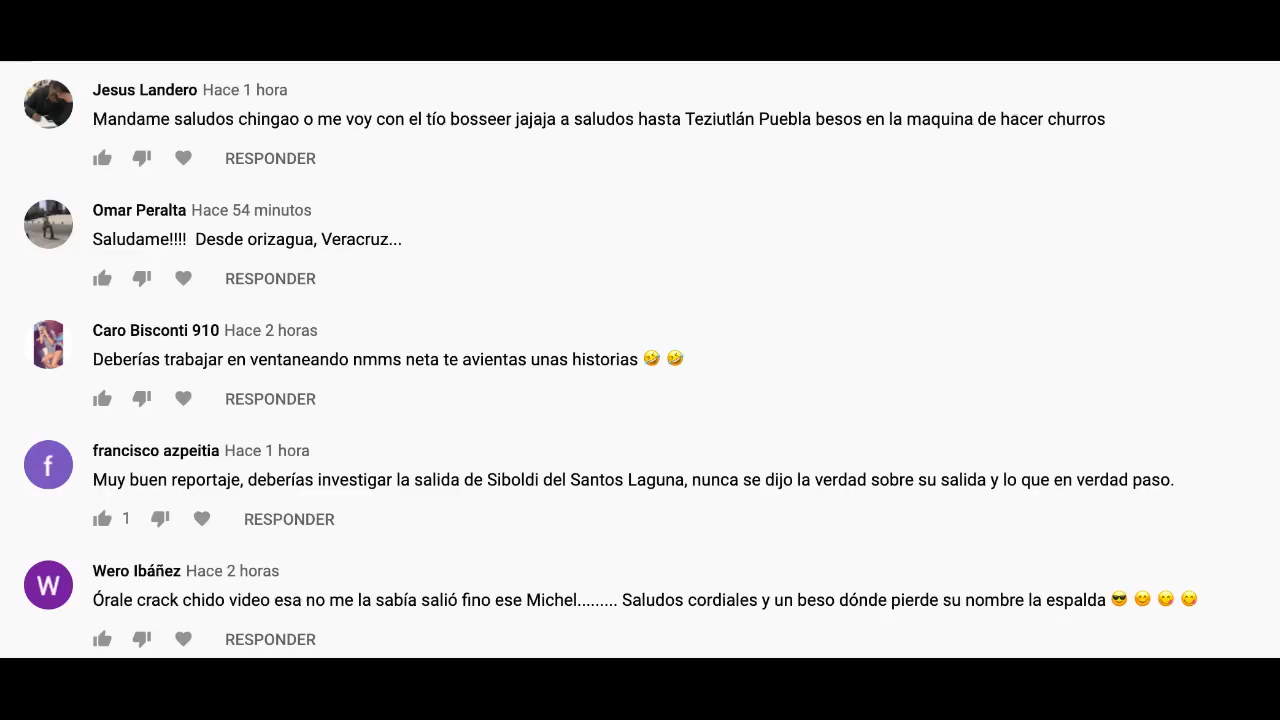 Jesus Landero Hace 1 hora
Mandame saludos chingao o me voy con el tío bosseer jajaja a saludos hasta Teziutlán Puebla besos en la maquina de hacer churros
RESPONDER
Omar Peralta Hace 54 minutos
Saludame!!!! Desde orizagua, Veracruz...
RESPONDER
Caro Bisconti 910 Hace 2 horas
Deberías trabajar en ventaneando nmms neta te avientas unas historias 🤣 🤣
RESPONDER
f
francisco azpeitia Hace 1 hora
Muy buen reportaje, deberías investigar la salida de Siboldi del Santos Laguna, nunca se dijo la verdad sobre su salida y lo que en verdad paso.
1 RESPONDER
W
Wero Ibáñez Hace 2 horas
Órale crack chido video esa no me la sabía salió fino ese Michel......... Saludos cordiales y un beso dónde pierde su nombre la espalda 😎 😊 😋 😋
RESPONDER